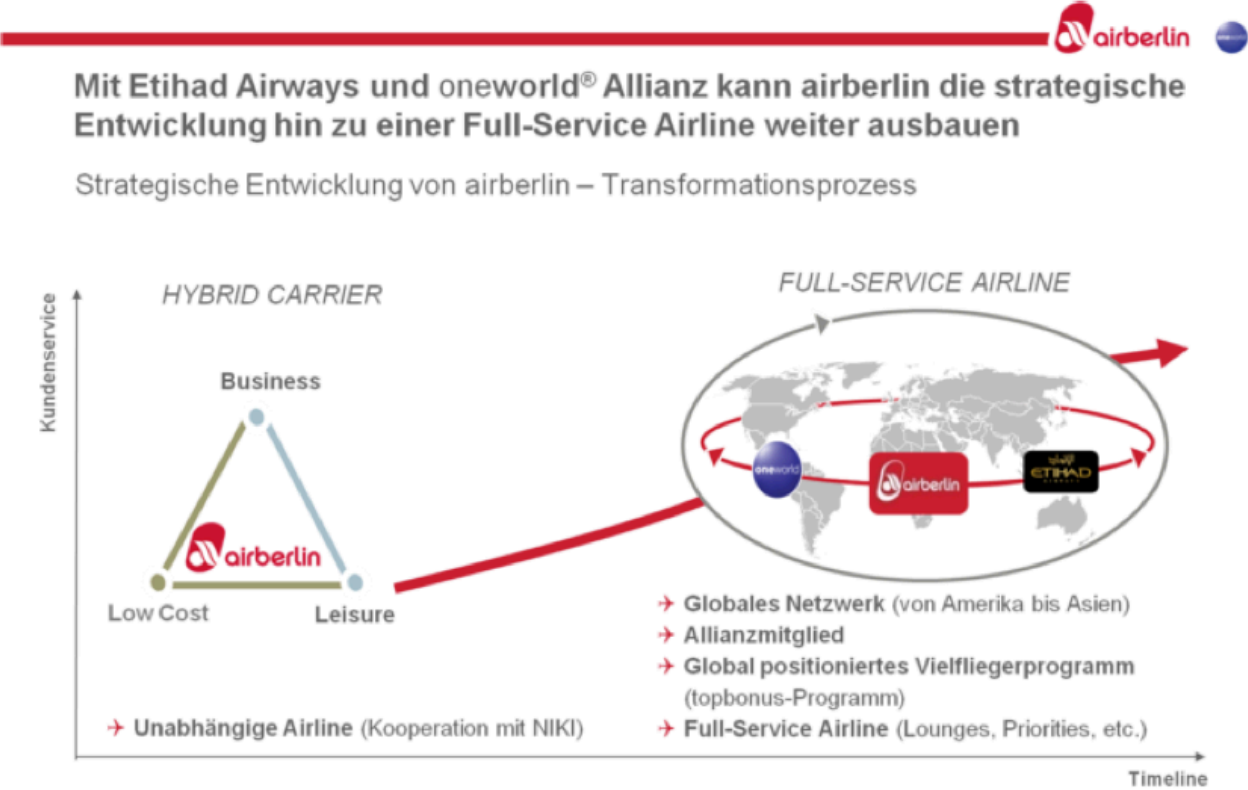 airberlin
oneworld
Mit Etihad Airways und oneworld® Allianz kann airberlin die strategische
Entwicklung hin zu einer Full-Service Airline weiter ausbauen
Strategische Entwicklung von airberlin – Transformationsprozess
Kundenservice
HYBRID CARRIER
Business
airberlin
Low Cost
Leisure
Unabhängige Airline (Kooperation mit NIKI)
FULL-SERVICE AIRLINE
oneworld
airberlin
ETIHAD
AIRWAYS
Globales Netzwerk (von Amerika bis Asien)
Allianzmitglied
Global positioniertes Vielfliegerprogramm
(topbonus-Programm)
Full-Service Airline (Lounges, Priorities, etc.)
Timeline